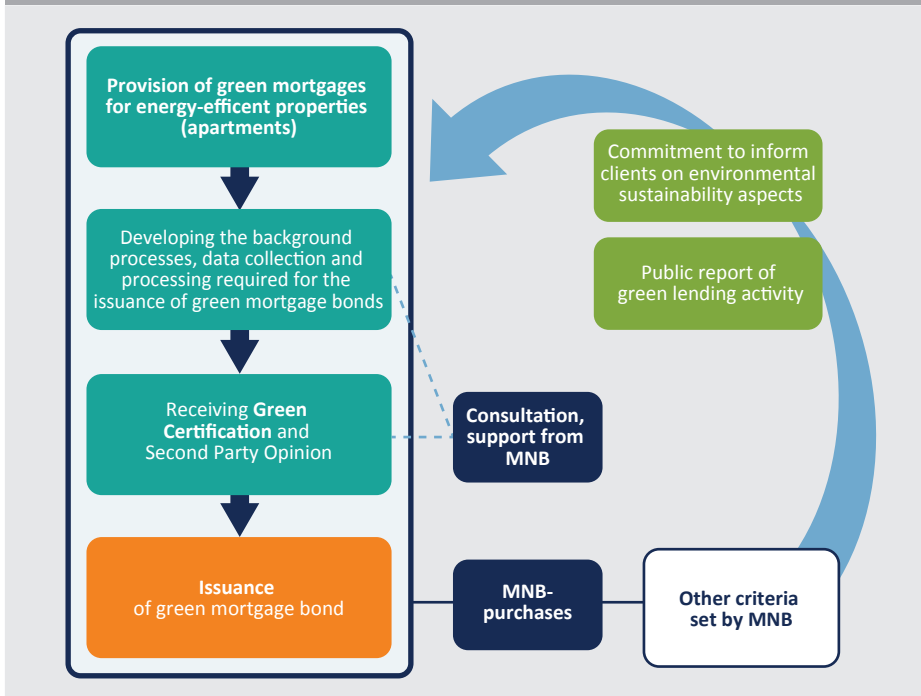 Provision of green mortgages
for energy-efficent properties
(apartments)
Developing the background
processes, data collection and
processing required for the
issuance of green mortgage bonds
Receiving Green
Certification and
Second Party Opinion
Issuance
of green mortgage bond
Consultation,
support from
MNB
MNB-
purchases
Other criteria
set by MNB
Commitment to inform
clients on environmental
sustainability aspects
Public report of
green lending activity